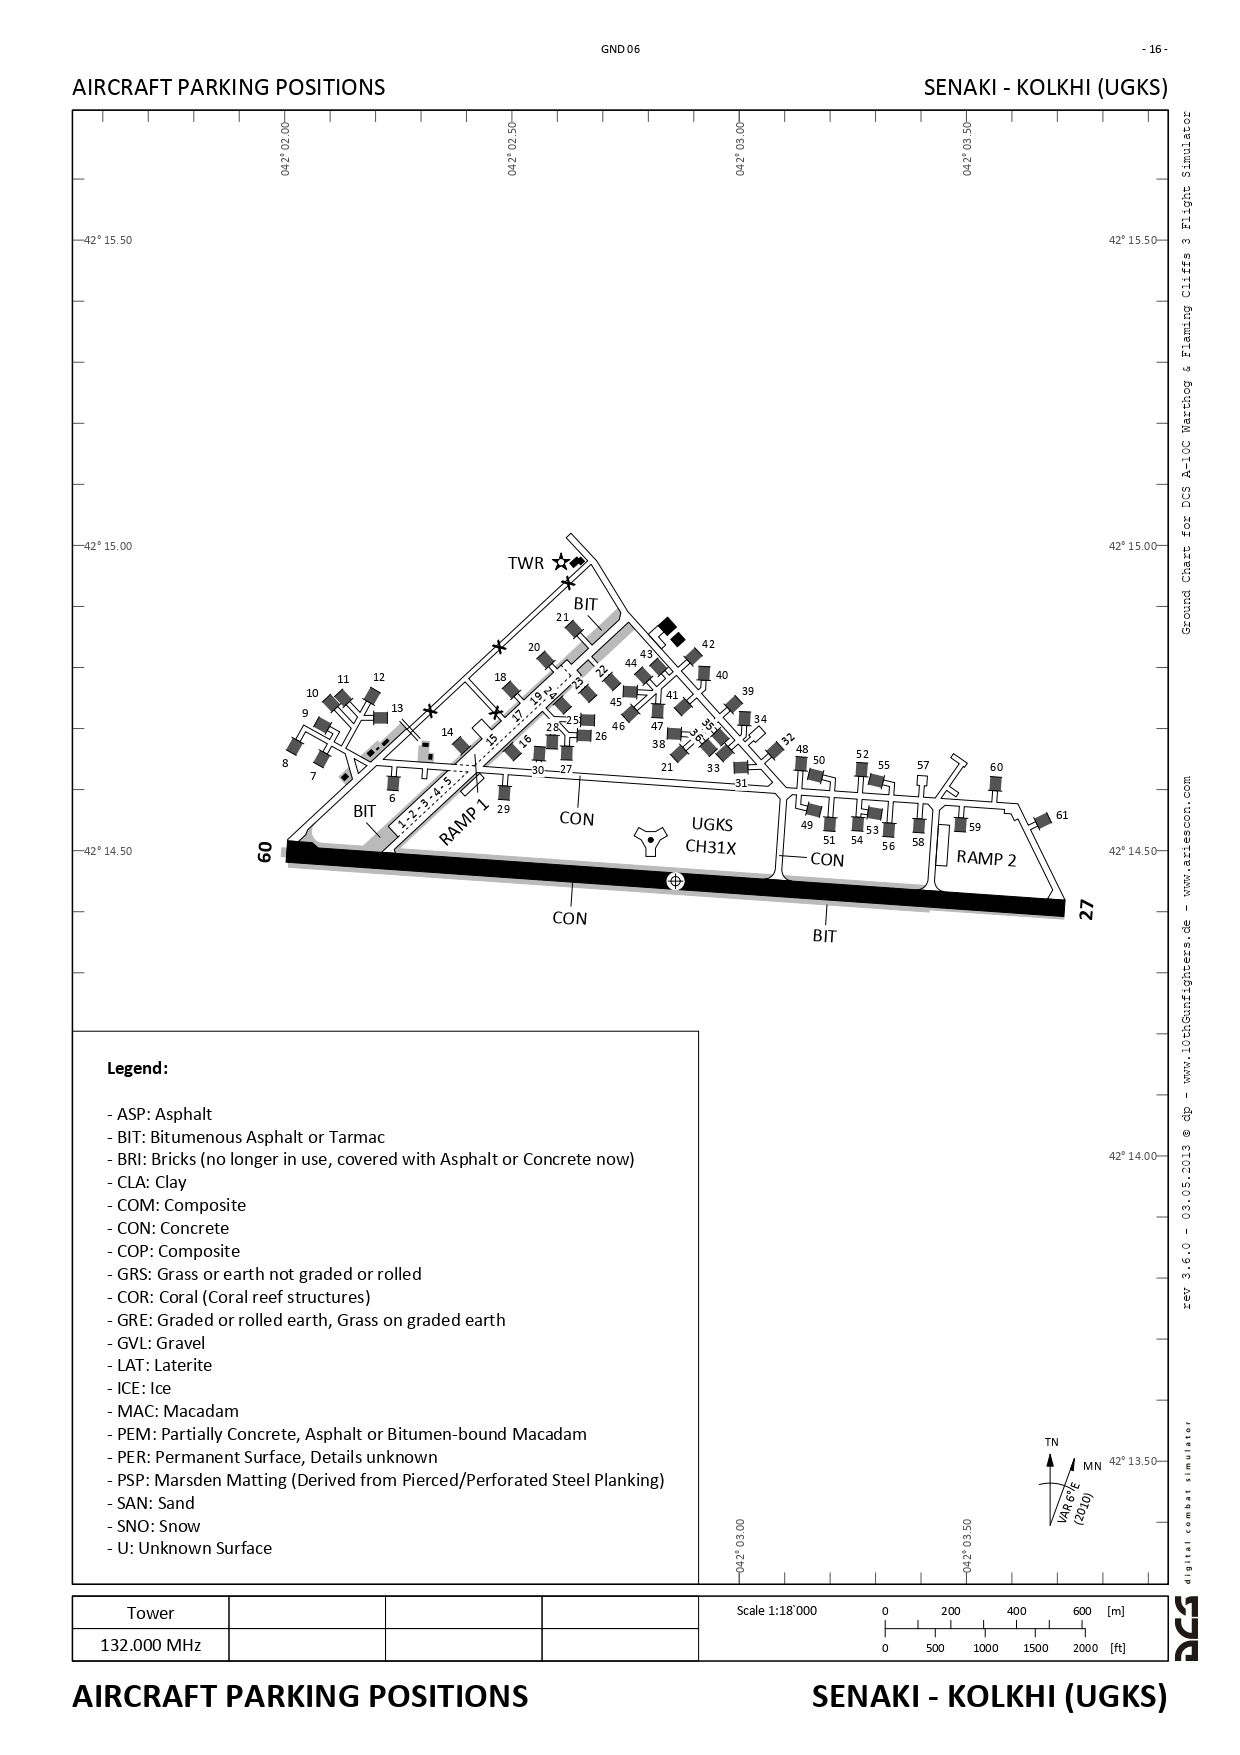 GND 06
- 16 -
AIRCRAFT PARKING POSITIONS
SENAKI - KOLKHI (UGKS)
042° 02.00
042° 02.50
042° 03.00
042° 03.50
42° 15.50
42° 15.50
42° 15.00
42° 15.00
TWR
BIT
21
20
18
43
42
44
40
22
23
24
19
17
45
41
39
46
47
35
34
36
12
11
10
13
9
8
7
14
15
16
25
28
26
30
27
38
21
33
32
31
48
50
52
55
57
60
6
1 - 2 - 3 - 4 - 5
29
BIT
RAMP 1
CON
UGKS
CH31X
49
51
54
53
56
58
59
61
CON
RAMP 2
42° 14.50
42° 14.50
09
27
CON
BIT
Legend:
- ASP: Asphalt
- BIT: Bitumenous Asphalt or Tarmac
- BRI: Bricks (no longer in use, covered with Asphalt or Concrete now)
- CLA: Clay
- COM: Composite
- CON: Concrete
- COP: Composite
- GRS: Grass or earth not graded or rolled
- COR: Coral (Coral reef structures)
- GRE: Graded or rolled earth, Grass on graded earth
- GVL: Gravel
- LAT: Laterite
- ICE: Ice
- MAC: Macadam
- PEM: Partially Concrete, Asphalt or Bitumen-bound Macadam
- PER: Permanent Surface, Details unknown
- PSP: Marsden Matting (Derived from Pierced/Perforated Steel Planking)
- SAN: Sand
- SNO: Snow
- U: Unknown Surface
42° 14.00
42° 13.50
TN
MN
VAR 6° E
(2010)
042° 03.00
042° 03.50
Ground Chart for DCS A-10C Warthog & Flaming Cliffs 3 Flight Simulator
rev 3.6.0 - 03.05.2013 © dp - www.10thGunfighters.de - www.ariescon.com
digital combat simulator
DCS
Tower
132.000 MHz
Scale 1:18`000
0 200 400 600 [m]
0 500 1000 1500 2000 [ft]
AIRCRAFT PARKING POSITIONS
SENAKI - KOLKHI (UGKS)